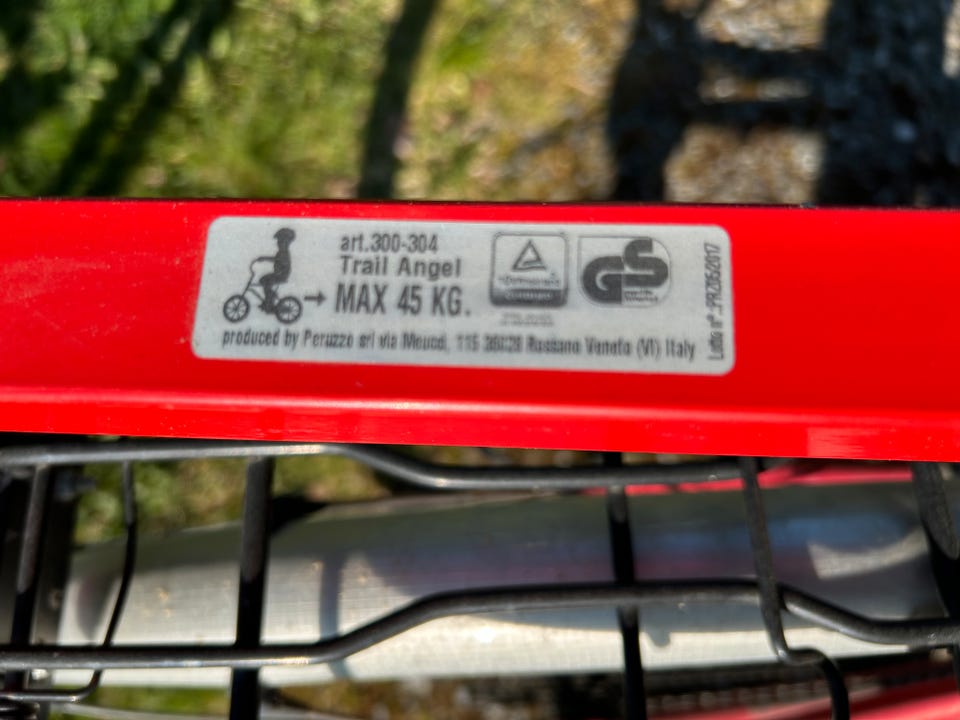 art.300-304
Trail Angel
MAX 45 KG.
GS
produced by Peruzzo srl via Meucci, 115 36028 Rossano Veneto (VI) Italy
Lotto n°